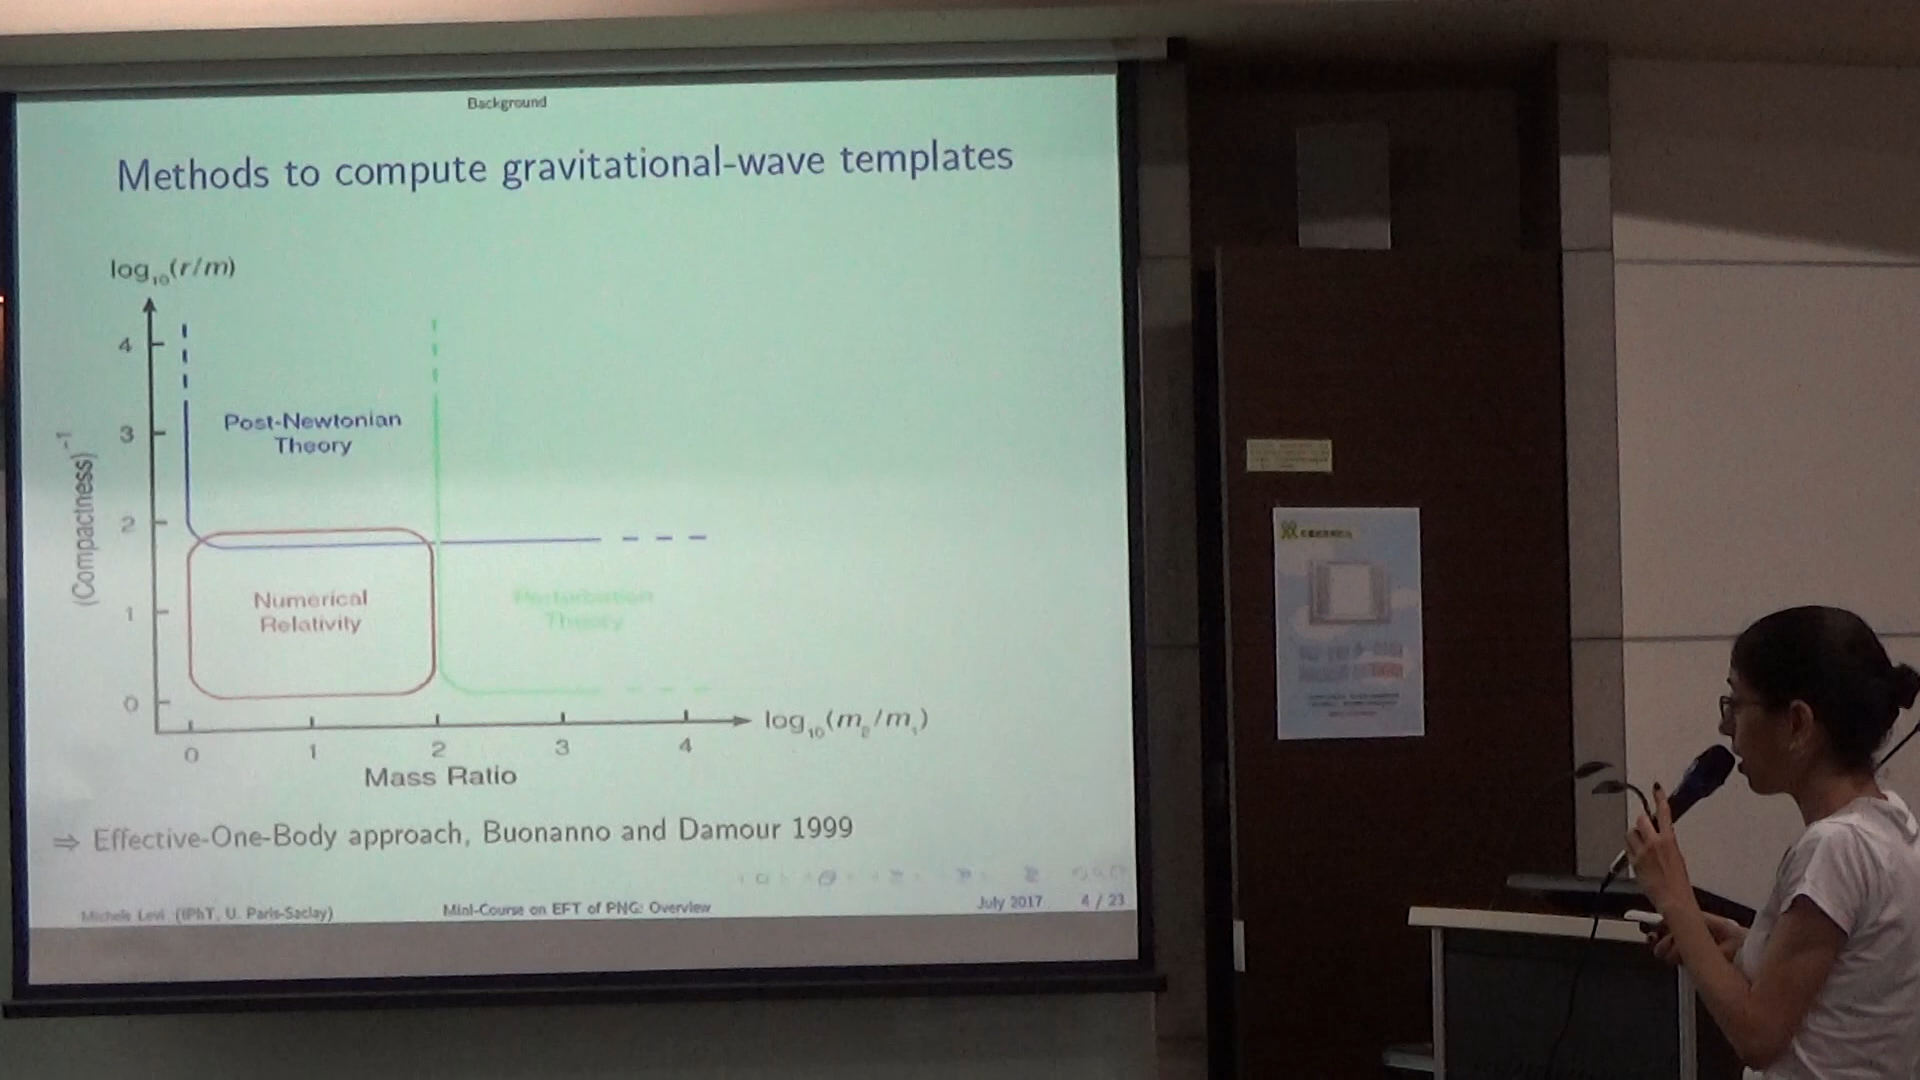 Background
Methods to compute gravitational-wave templates
log₁₀(r/m)
4
3
2
1
0
(Compactness)⁻¹
Post-Newtonian
Theory
Numerical
Relativity
Perturbation
Theory
0 1 2 3 4
log₁₀(m₂/m₁)
Mass Ratio
⇒ Effective-One-Body approach, Buonanno and Damour 1999
Michele Levi (IPhT, U. Paris-Saclay) Mini-Course on EFT of PNG: Overview July 2017 4 / 23